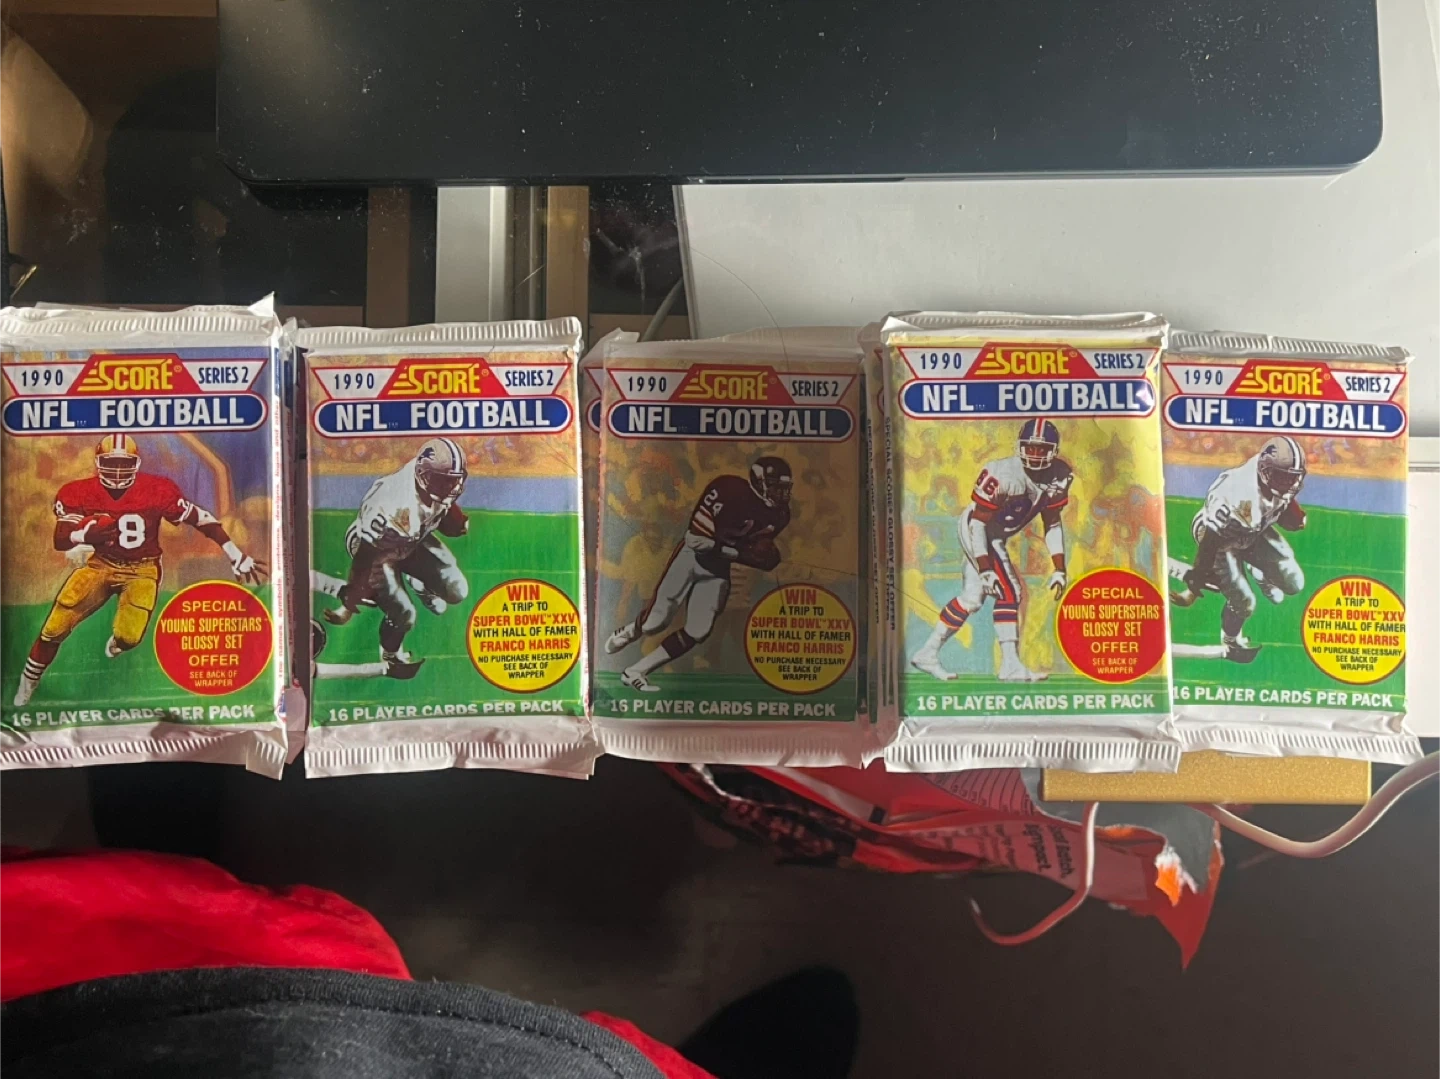 1990 SCORE® SERIES 2
NFL FOOTBALL
8
SPECIAL
YOUNG SUPERSTARS
GLOSSY SET
OFFER
SEE BACK OF
WRAPPER
16 PLAYER CARDS PER PACK
1990 SCORE® SERIES 2
NFL FOOTBALL
WIN
A TRIP TO
SUPER BOWL™ XXV
WITH HALL OF FAMER
FRANCO HARRIS
NO PURCHASE NECESSARY
SEE BACK OF
WRAPPER
16 PLAYER CARDS PER PACK
1990 SCORE® SERIES 2
NFL FOOTBALL
24
WIN
A TRIP TO
SUPER BOWL™ XXV
WITH HALL OF FAMER
FRANCO HARRIS
NO PURCHASE NECESSARY
SEE BACK OF
WRAPPER
16 PLAYER CARDS PER PACK
1990 SCORE® SERIES 2
NFL FOOTBALL
SPECIAL
YOUNG SUPERSTARS
GLOSSY SET
OFFER
SEE BACK OF
WRAPPER
16 PLAYER CARDS PER PACK
1990 SCORE® SERIES 2
NFL FOOTBALL
WIN
A TRIP TO
SUPER BOWL™ XXV
WITH HALL OF FAMER
FRANCO HARRIS
NO PURCHASE NECESSARY
SEE BACK OF
WRAPPER
16 PLAYER CARDS PER PACK